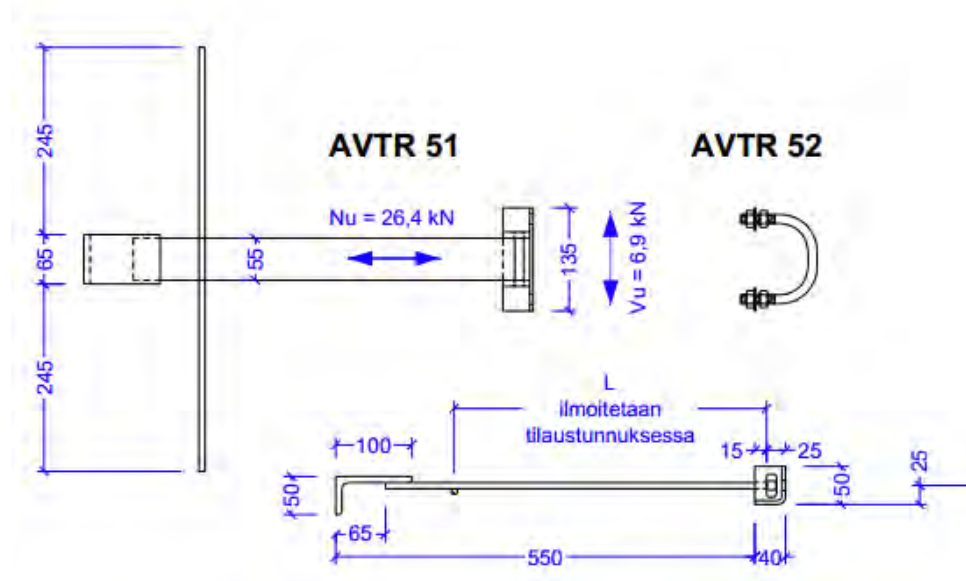 AVTR 51
AVTR 52
245
65
245
55
Nu = 26,4 kN
135
Vu = 6,9 kN
L
ilmoitetaan
tilaustunnuksessa
100
15
25
50
50
25
65
550
40